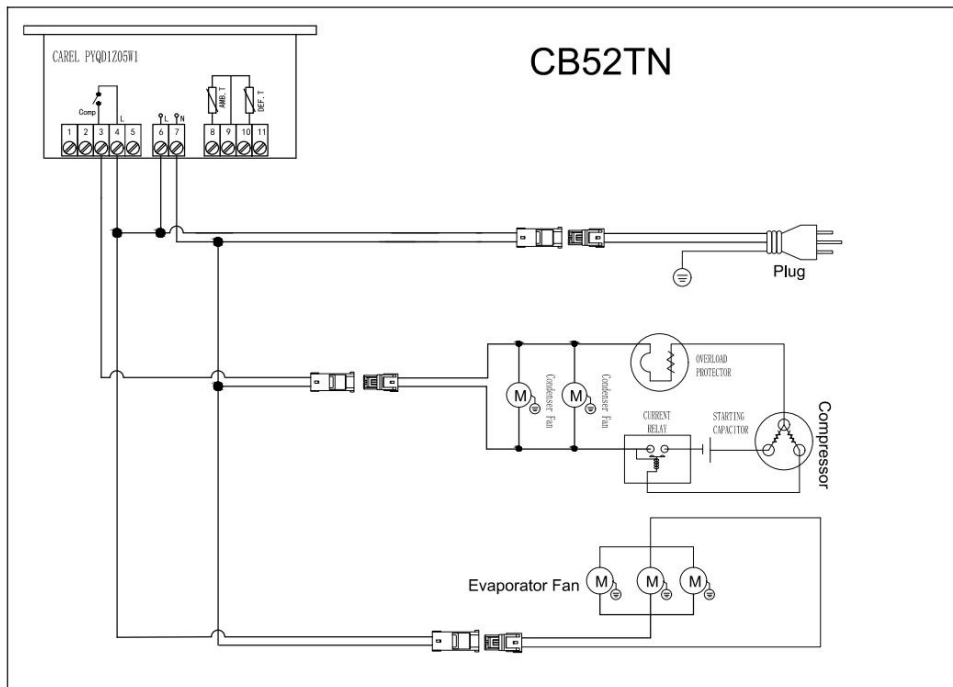 CB52TN
CAREL PYQD1Z05W1
Comp
L
L
N
AMB.T
DEF.T
1 2 3 4 5 6 7 8 9 10 11
Plug
OVERLOAD
PROTECTOR
M
Condenser Fan
M
Condenser Fan
CURRENT
RELAY
STARTING
CAPACITOR
Compressor
Evaporator Fan
M
M
M